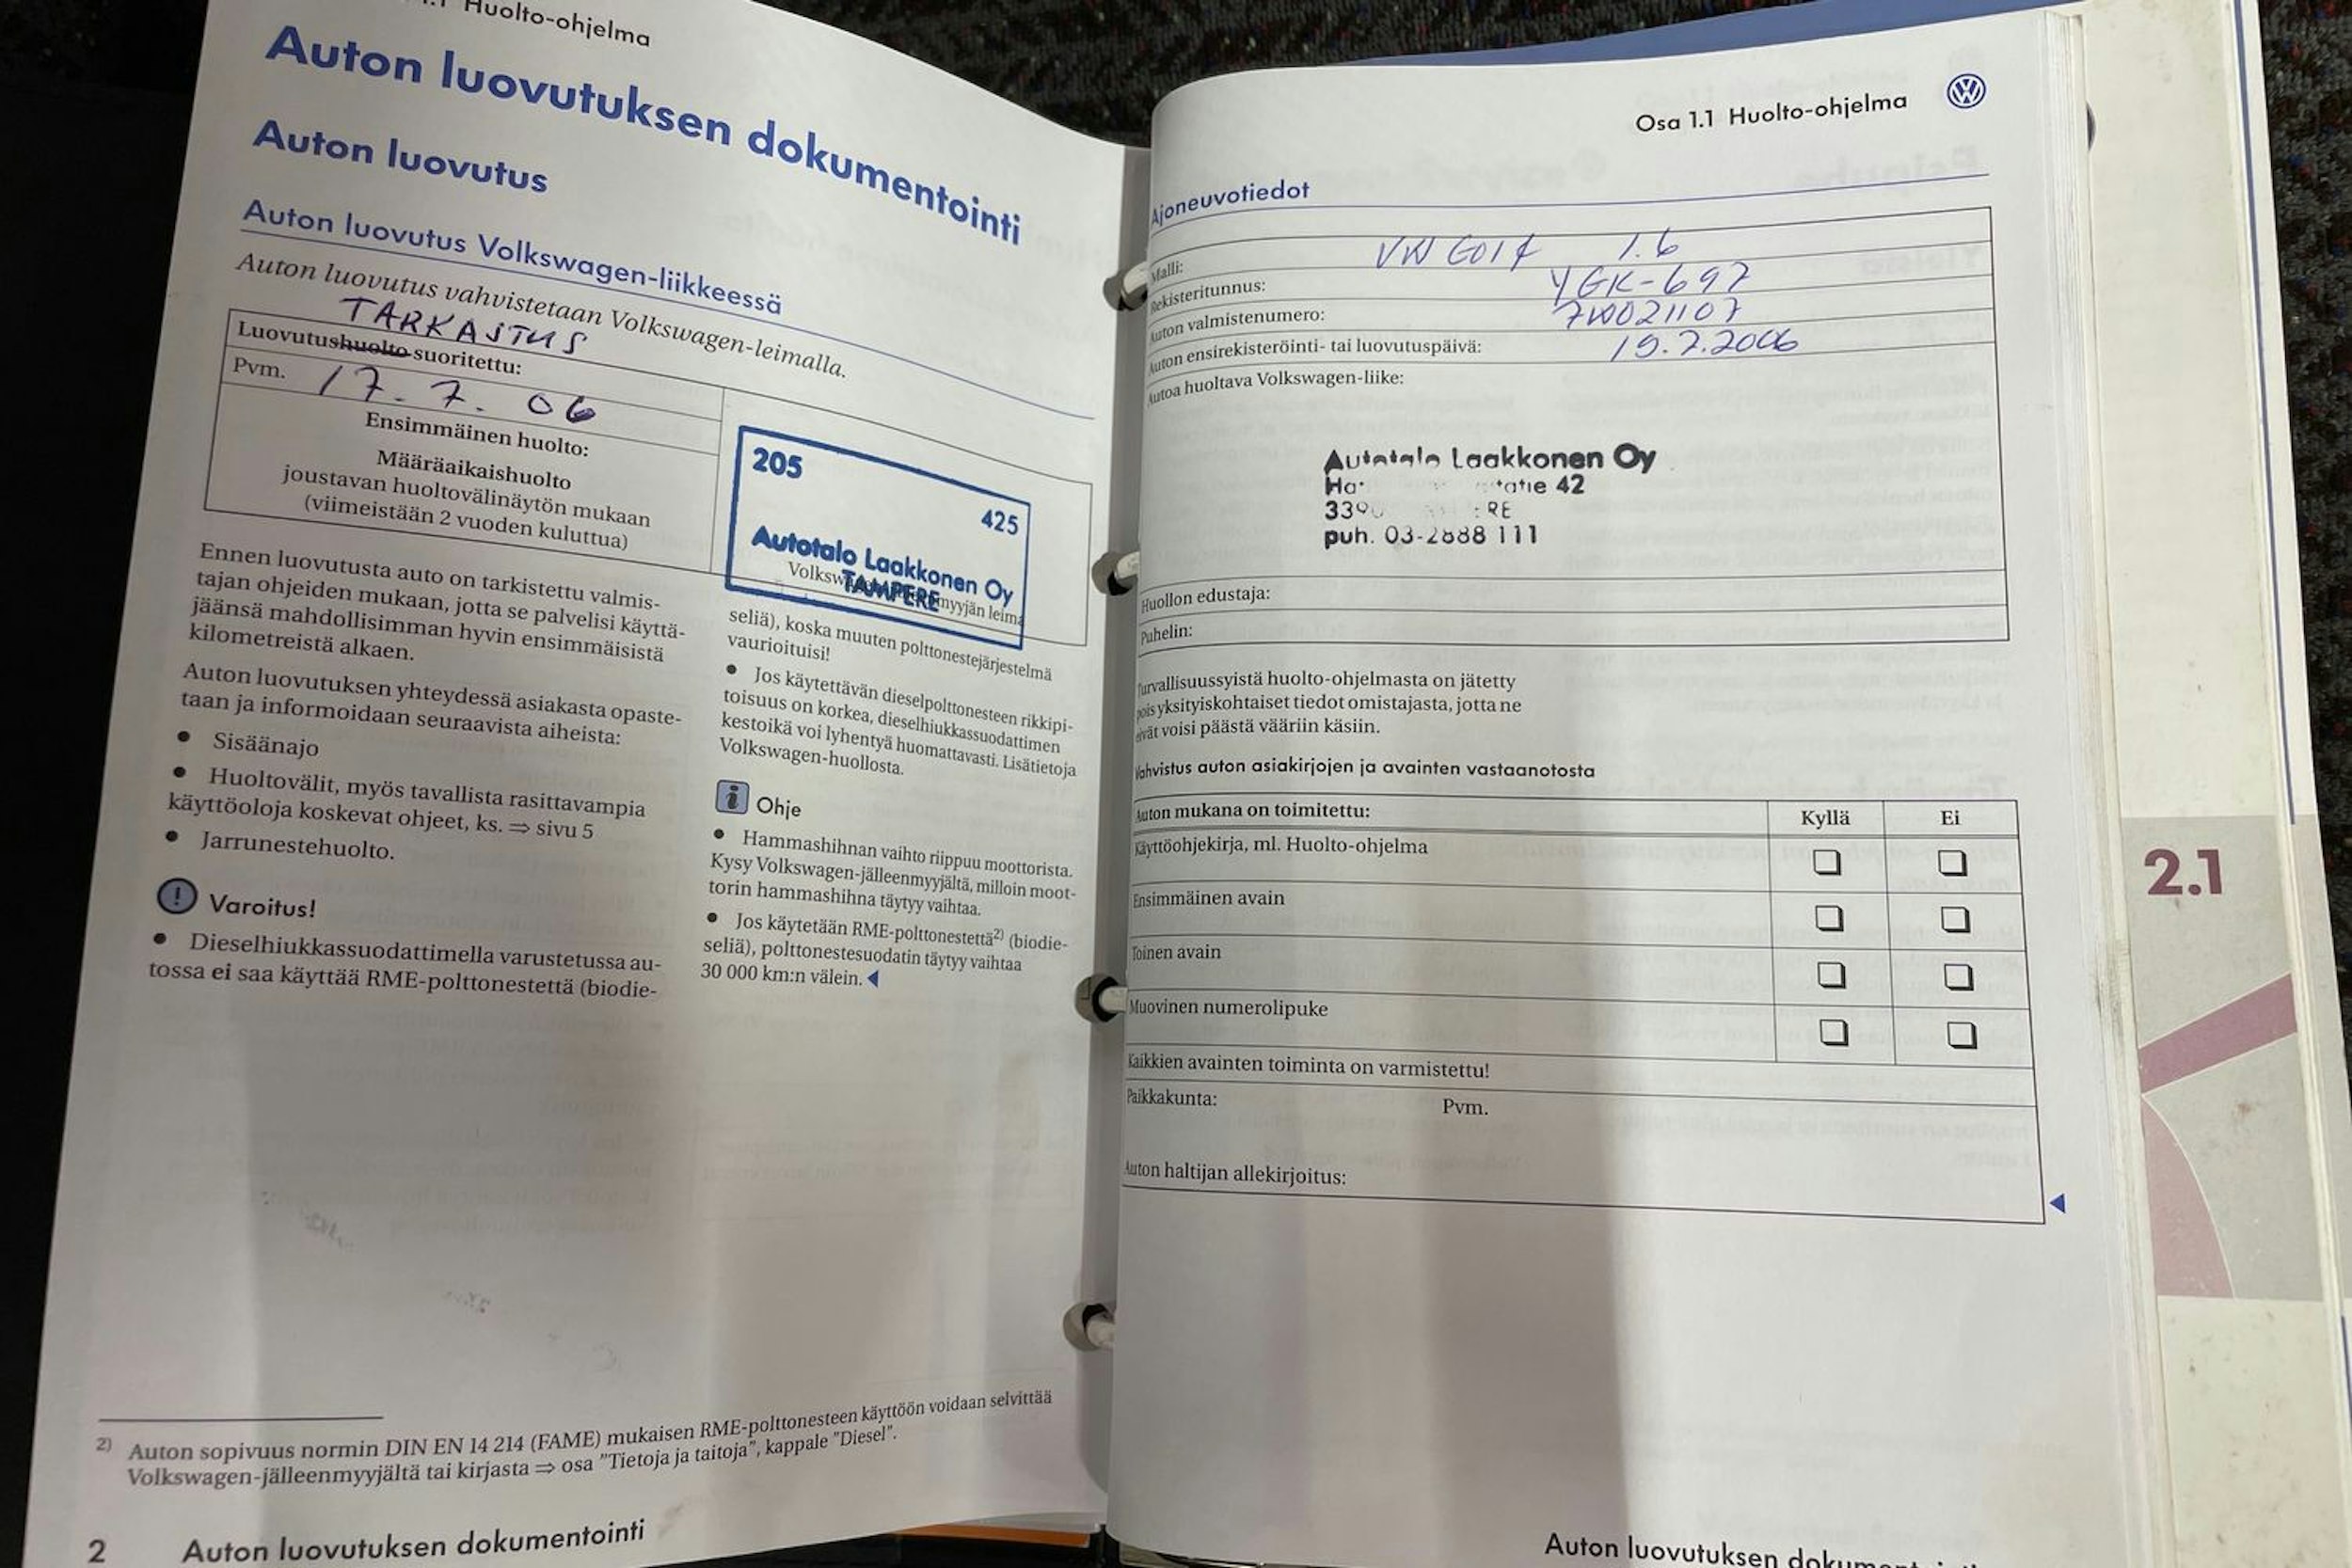 1.1 Huolto-ohjelma
Auton luovutuksen dokumentointi
Auton luovutus
Auton luovutus Volkswagen-liikkeessä
Auton luovutus vahvistetaan Volkswagen-leimalla.
TARKASTUS
Luovutushuolto suoritettu:
Pvm. 17. 7. 06
Ensimmäinen huolto:
Määräaikaishuolto
joustavan huoltovälinäytön mukaan
(viimeistään 2 vuoden kuluttua)
205
425
Autotalo Laakkonen Oy
TAMPERE
Ennen luovutusta auto on tarkistettu valmis-
tajan ohjeiden mukaan, jotta se palvelisi käyttä-
jäänsä mahdollisimman hyvin ensimmäisistä
kilometreistä alkaen.
Auton luovutuksen yhteydessä asiakasta opaste-
taan ja informoidaan seuraavista aiheista:
• Sisäänajo
• Huoltovälit, myös tavallista rasittavampia
käyttöoloja koskevat ohjeet, ks. ⇒ sivu 5
• Jarrunestehuolto.
Varoitus!
• Dieselhiukkassuodattimella varustetussa au-
tossa ei saa käyttää RME-polttonestettä (biodie-
seliä), koska muuten polttonestejärjestelmä
vaurioituisi!
• Jos käytettävän dieselpolttonesteen rikkipi-
toisuus on korkea, dieselhiukkassuodattimen
kestoikä voi lyhentyä huomattavasti. Lisätietoja
Volkswagen-huollosta.
Ohje
• Hammashihnan vaihto riippuu moottorista.
Kysy Volkswagen-jälleenmyyjältä, milloin moot-
torin hammashihna täytyy vaihtaa.
• Jos käytetään RME-polttonestettä2) (biodie-
seliä), polttonestesuodatin täytyy vaihtaa
30 000 km:n välein.
2) Auton sopivuus normin DIN EN 14 214 (FAME) mukaisen RME-polttonesteen käyttöön voidaan selvittää
Volkswagen-jälleenmyyjältä tai kirjasta ⇒ osa "Tietoja ja taitoja", kappale "Diesel".
2 Auton luovutuksen dokumentointi
Osa 1.1 Huolto-ohjelma
Ajoneuvotiedot
Malli: VW Golf 1.6
Rekisteritunnus: YGK-697
Auton valmistenumero: 7W021107
Auton ensirekisteröinti- tai luovutuspäivä: 19.7.2006
Autoa huoltava Volkswagen-liike:
Autotalo Laakkonen Oy
42
puh. 03-2888 111
Huollon edustaja:
Puhelin:
Turvallisuussyistä huolto-ohjelmasta on jätetty
pois yksityiskohtaiset tiedot omistajasta, jotta ne
eivät voisi päästä vääriin käsiin.
Vahvistus auton asiakirjojen ja avainten vastaanotosta
Auton mukana on toimitettu: Kyllä Ei
Käyttöohjekirja, ml. Huolto-ohjelma
Ensimmäinen avain
Toinen avain
Muovinen numerolipuke
Kaikkien avainten toiminta on varmistettu!
Paikkakunta: Pvm.
Auton haltijan allekirjoitus:
Auton luovutuksen
2.1